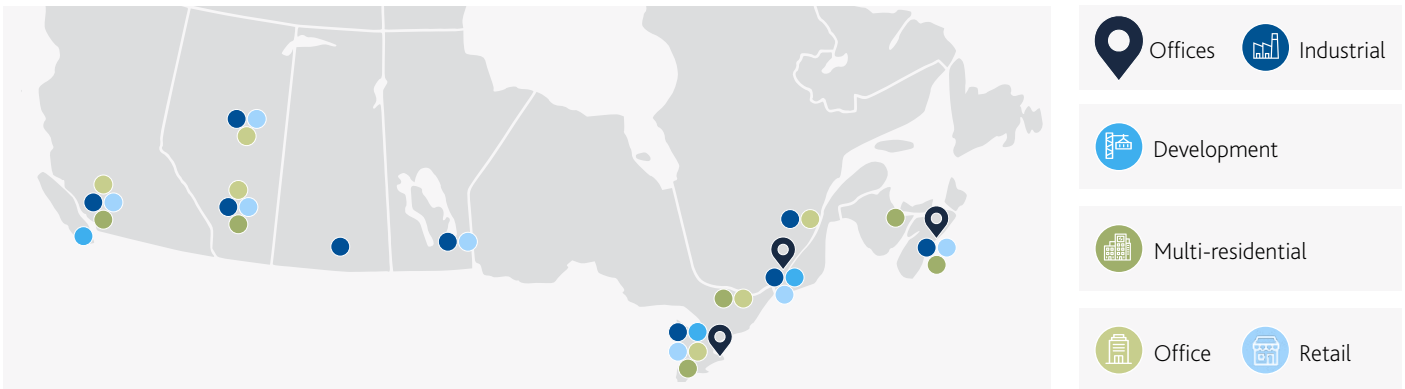 Offices Industrial
Development
Multi-residential
Office Retail